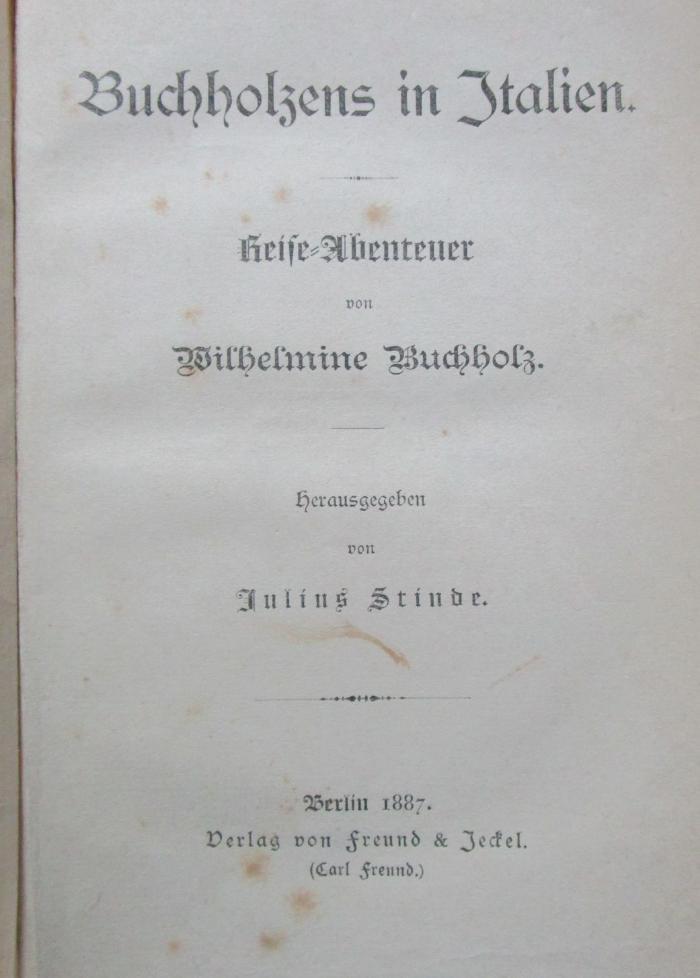 Buchholzens in Italien.
Reise-Abenteuer
von
Wilhelmine Buchholz.
Herausgegeben
von
Julius Stinde.
Berlin 1887.
Verlag von Freund & Jeckel.
(Carl Freund.)